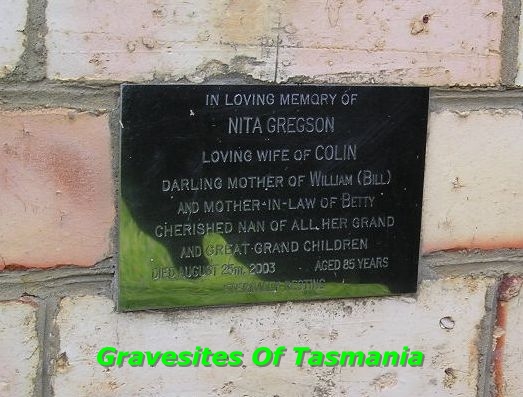 IN LOVING MEMORY OF
NITA GREGSON
LOVING WIFE OF COLIN
DARLING MOTHER OF WILLIAM (BILL)
AND MOTHER-IN-LAW OF BETTY
CHERISHED NAN OF ALL HER GRAND
AND GREAT GRAND CHILDREN
DIED AUGUST 25TH, 2003 AGED 85 YEARS
RESTING
Gravesites Of Tasmania